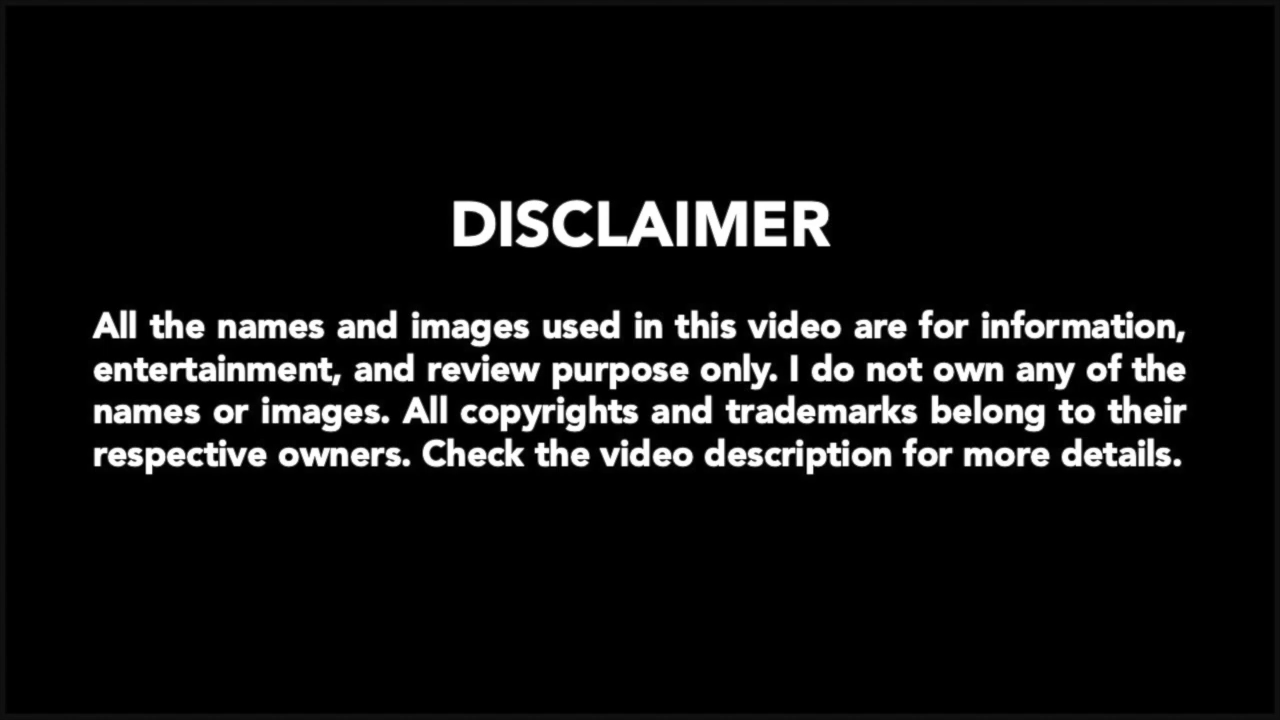 DISCLAIMER
All the names and images used in this video are for information,
entertainment, and review purpose only. I do not own any of the
names or images. All copyrights and trademarks belong to their
respective owners. Check the video description for more details.